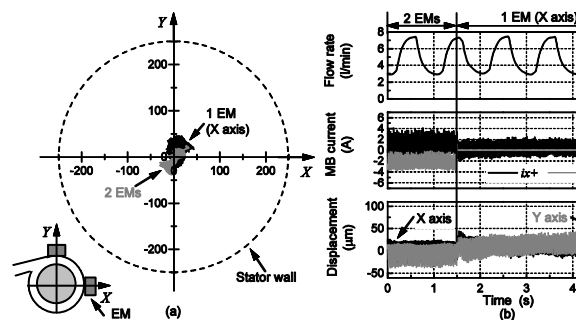 Y
200
100
1 EM
(X axis)
-200
-100
0
100
200
X
2 EMs
-100
-200
Stator wall
Y
X
EM
(a)
2 EMs
1 EM (X axis)
Flow rate
(l/min)
8
6
4
2
0
MB current
(A)
6
4
2
0
-2
-4
-6
ix+
Displacement
(µm)
100
50
0
-50
X axis
Y axis
0
1
2
3
4
Time (s)
(b)